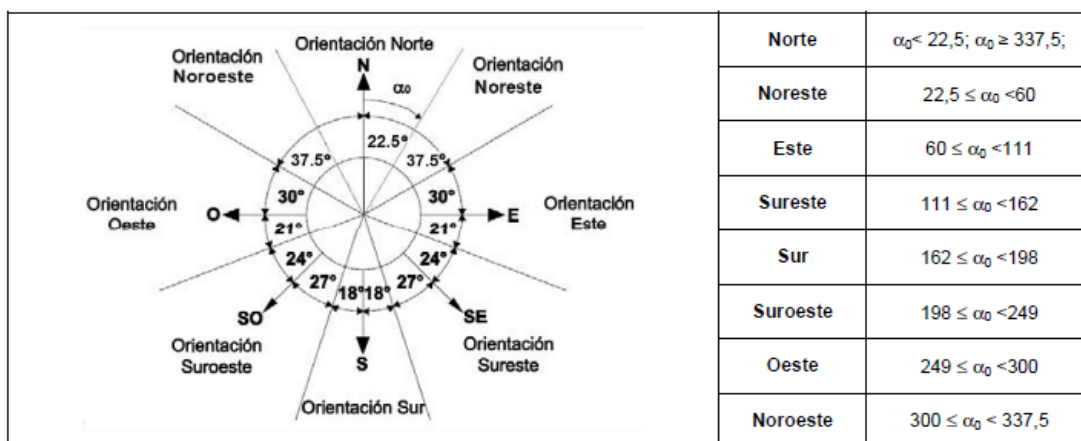 Orientación Norte
N
Orientación
Noroeste
Orientación
Noreste
α₀
22.5°
37.5°
37.5°
30°
30°
Orientación
Oeste
O
E
Orientación
Este
21°
21°
24°
24°
27°
18°
18°
27°
SO
SE
S
Orientación
Suroeste
Orientación
Sureste
Orientación Sur
Norte α₀< 22,5; α₀ ≥ 337,5;
Noreste 22,5 ≤ α₀ <60
Este 60 ≤ α₀ <111
Sureste 111 ≤ α₀ <162
Sur 162 ≤ α₀ <198
Suroeste 198 ≤ α₀ <249
Oeste 249 ≤ α₀ <300
Noroeste 300 ≤ α₀ < 337,5